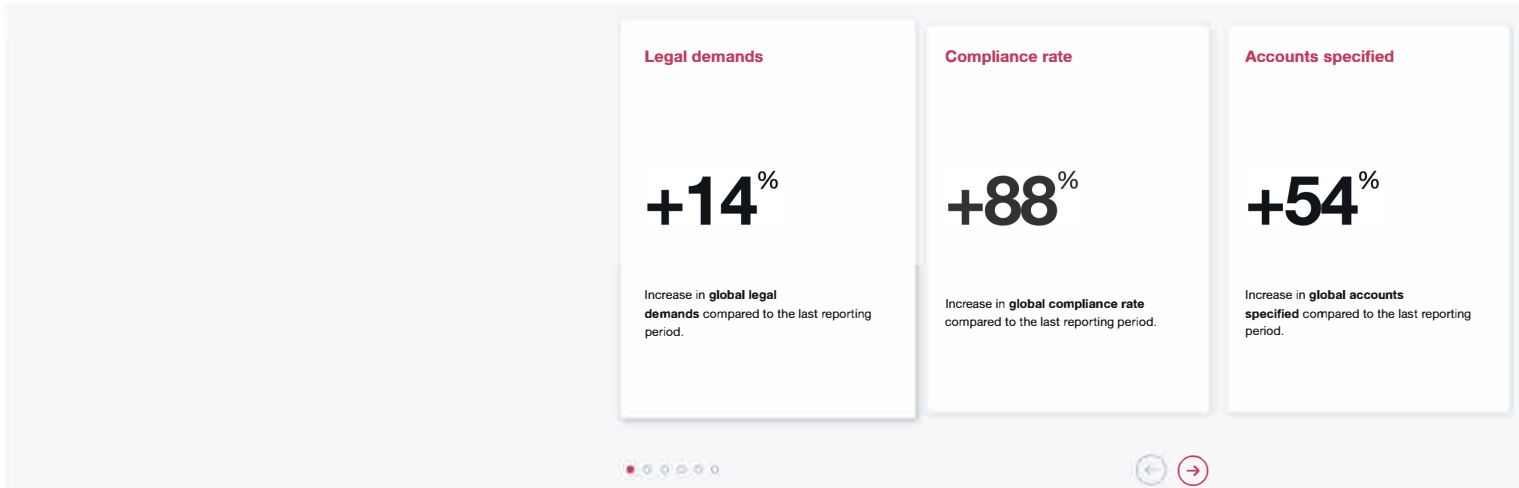 Legal demands
+14%
Increase in global legal
demands compared to the last reporting
period.
Compliance rate
+88%
Increase in global compliance rate
compared to the last reporting period.
Accounts specified
+54%
Increase in global accounts
specified compared to the last reporting
period.